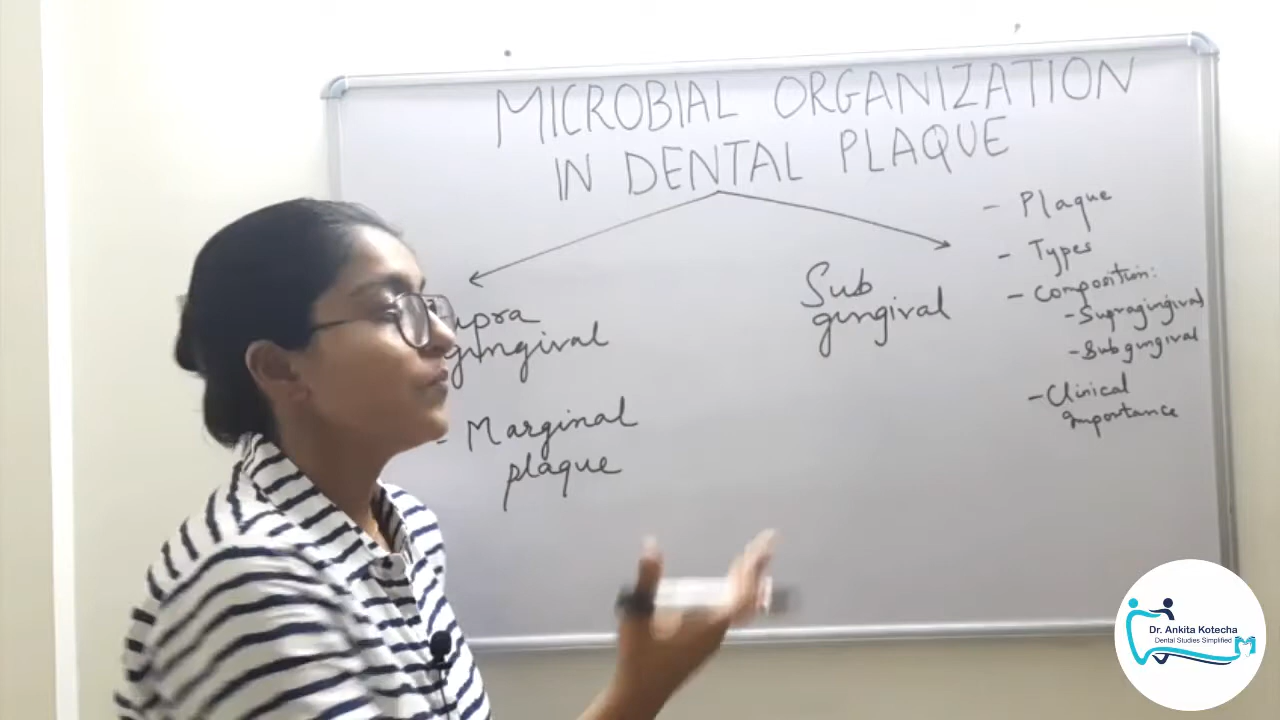 MICROBIAL ORGANIZATION
IN DENTAL PLAQUE
upra
gingival
- Marginal
plaque
Sub
gingival
- Plaque
- Types
- Composition:
- Supragingival
- Subgingival
- Clinical
importance
Dr. Ankita Kotecha
Dental Studies Simplified